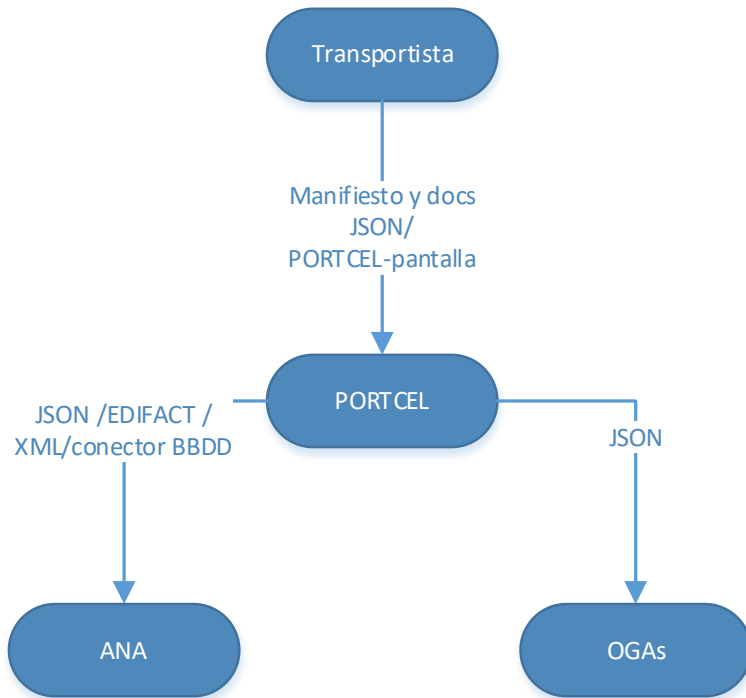 Transportista
Manifiesto y docs
JSON/
PORTCEL-pantalla
PORTCEL
JSON /EDIFACT /
XML/conector BBDD
JSON
ANA
OGAs